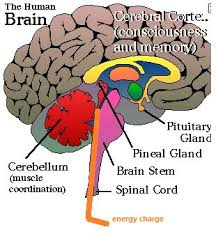 The Human
Brain
Cerebral Corte
(consciousness
and memory)
Pituitary
Gland
Pineal Gland
Cerebellum
(muscle
coordination)
Brain Stem
Spinal Cord
energy charge